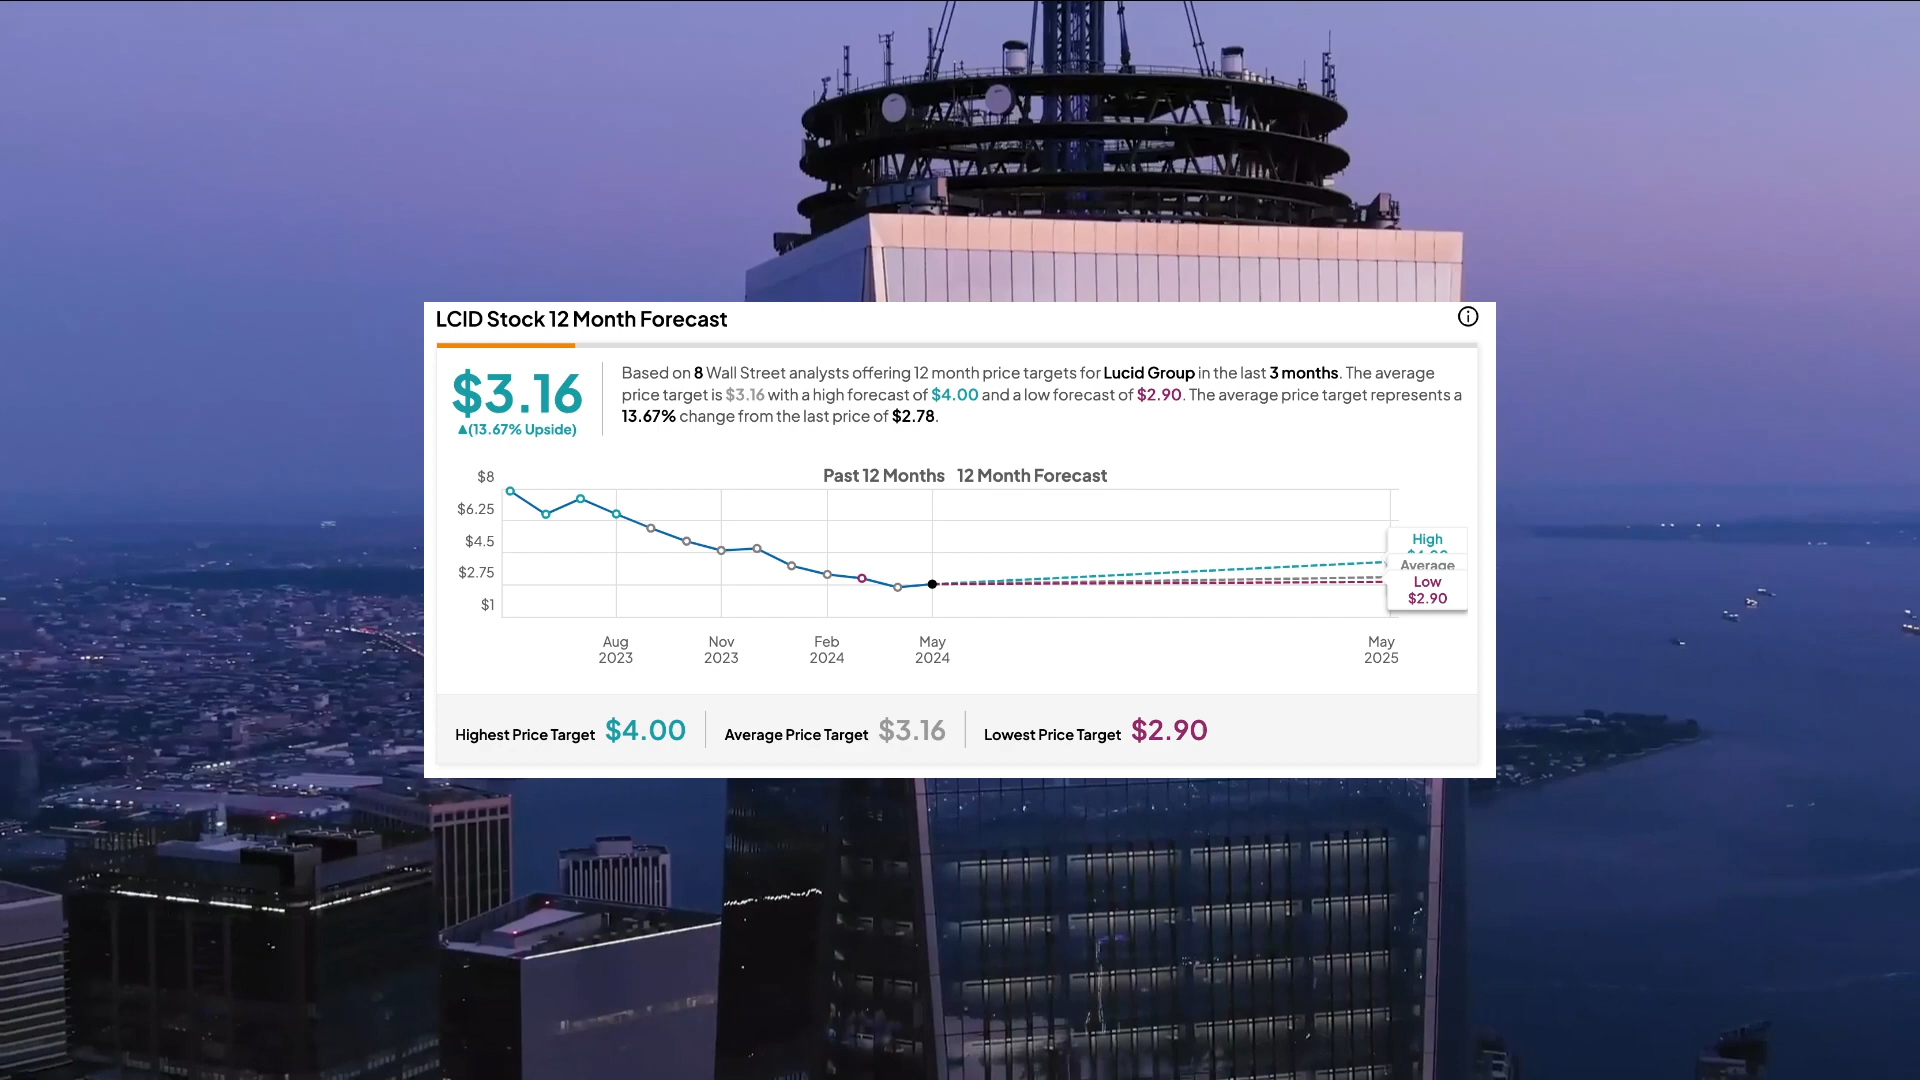 LCID Stock 12 Month Forecast
$3.16
▲(13.67% Upside)
Based on 8 Wall Street analysts offering 12 month price targets for Lucid Group in the last 3 months. The average
price target is $3.16 with a high forecast of $4.00 and a low forecast of $2.90. The average price target represents a
13.67% change from the last price of $2.78.
Past 12 Months 12 Month Forecast
$8
$6.25
$4.5
$2.75
$1
High
$4.00
Average
Low
$2.90
Aug
2023
Nov
2023
Feb
2024
May
2024
May
2025
Highest Price Target $4.00
Average Price Target $3.16
Lowest Price Target $2.90